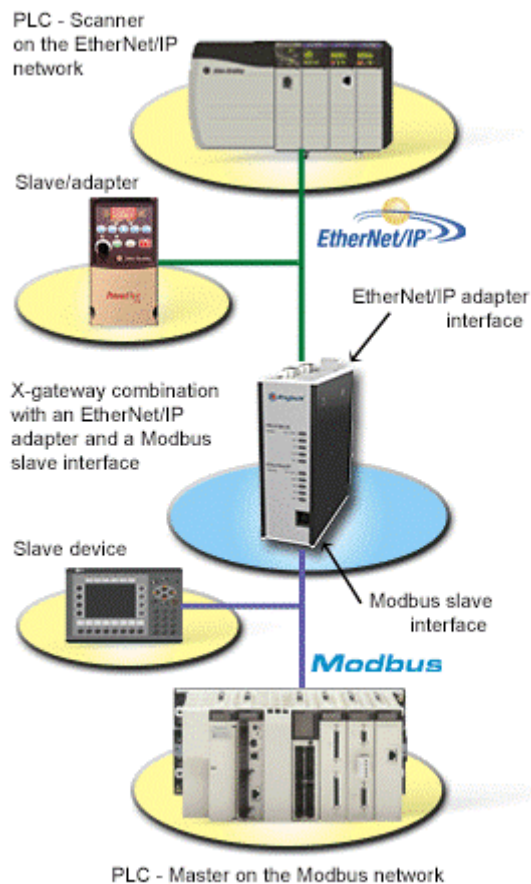 PLC - Scanner
on the EtherNet/IP
network
Slave/adapter
EtherNet/IP
EtherNet/IP adapter
interface
X-gateway combination
with an EtherNet/IP
adapter and a Modbus
slave interface
Anybus
Slave device
Modbus slave
interface
Modbus
PLC - Master on the Modbus network